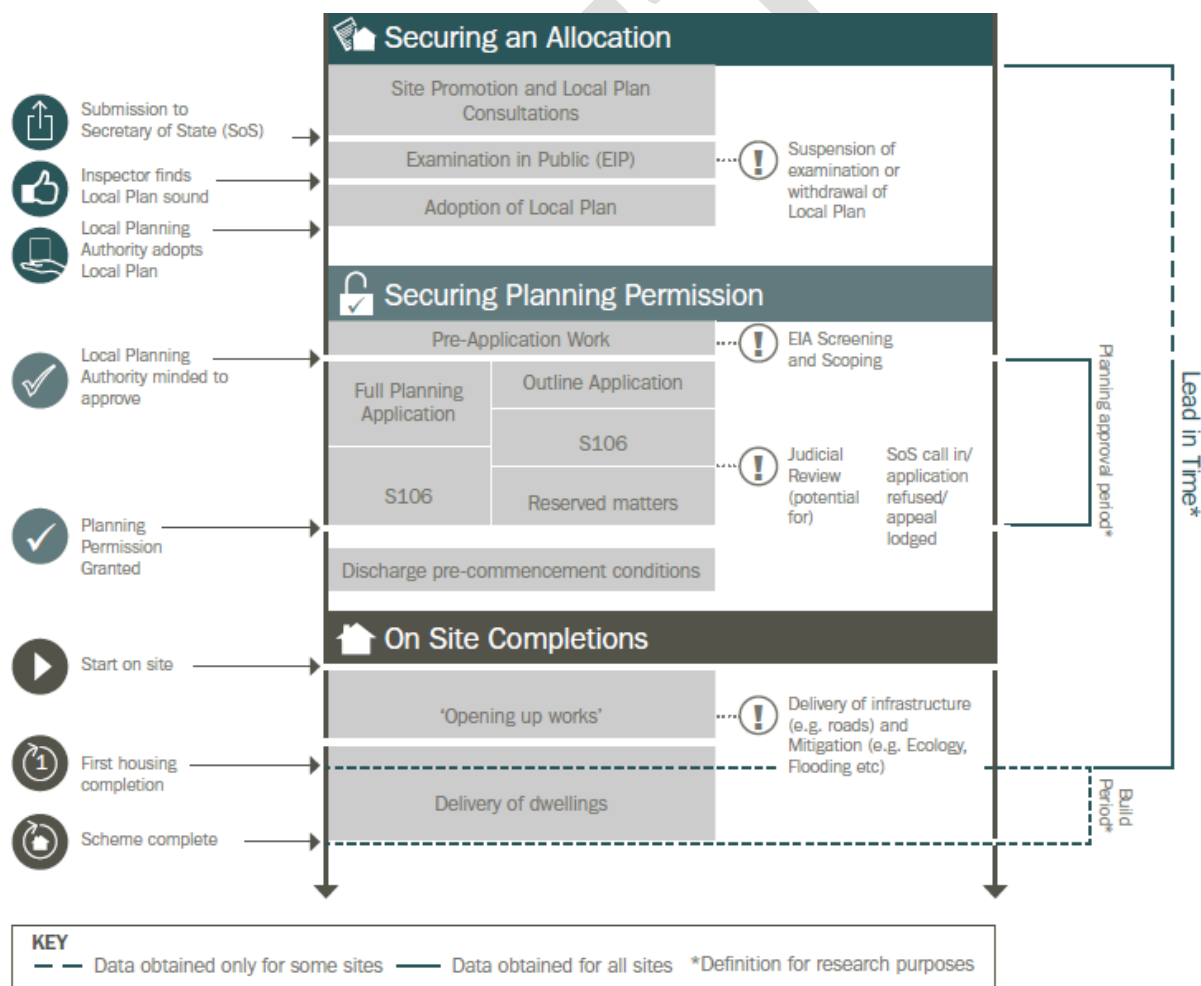 Securing an Allocation
Site Promotion and Local Plan
Consultations
Submission to
Secretary of State (SoS)
Examination in Public (EIP)
Suspension of
examination or
withdrawal of
Local Plan
Inspector finds
Local Plan sound
Adoption of Local Plan
Local Planning
Authority adopts
Local Plan
Securing Planning Permission
Pre-Application Work
EIA Screening
and Scoping
Local Planning
Authority minded to
approve
Full Planning
Application
Outline Application
S106
S106
Reserved matters
Judicial
Review
(potential
for)
SoS call in/
application
refused/
appeal
lodged
Planning approval period*
Lead in Time*
Planning
Permission
Granted
Discharge pre-commencement conditions
On Site Completions
Start on site
'Opening up works'
Delivery of infrastructure
(e.g. roads) and
Mitigation (e.g. Ecology,
Flooding etc)
1
First housing
completion
Delivery of dwellings
Build
Period*
Scheme complete
KEY
Data obtained only for some sites
Data obtained for all sites
*Definition for research purposes